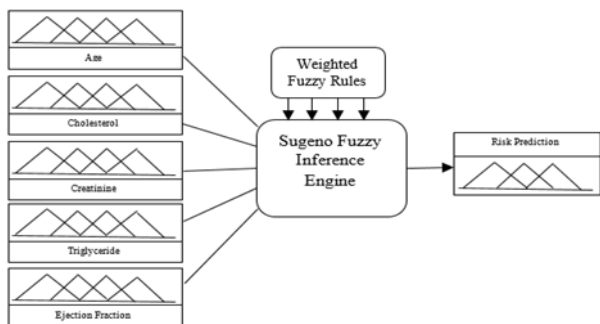 Age
Cholesterol
Creatinine
Triglyceride
Ejection Fraction
Weighted
Fuzzy Rules
Sugeno Fuzzy
Inference
Engine
Risk Prediction